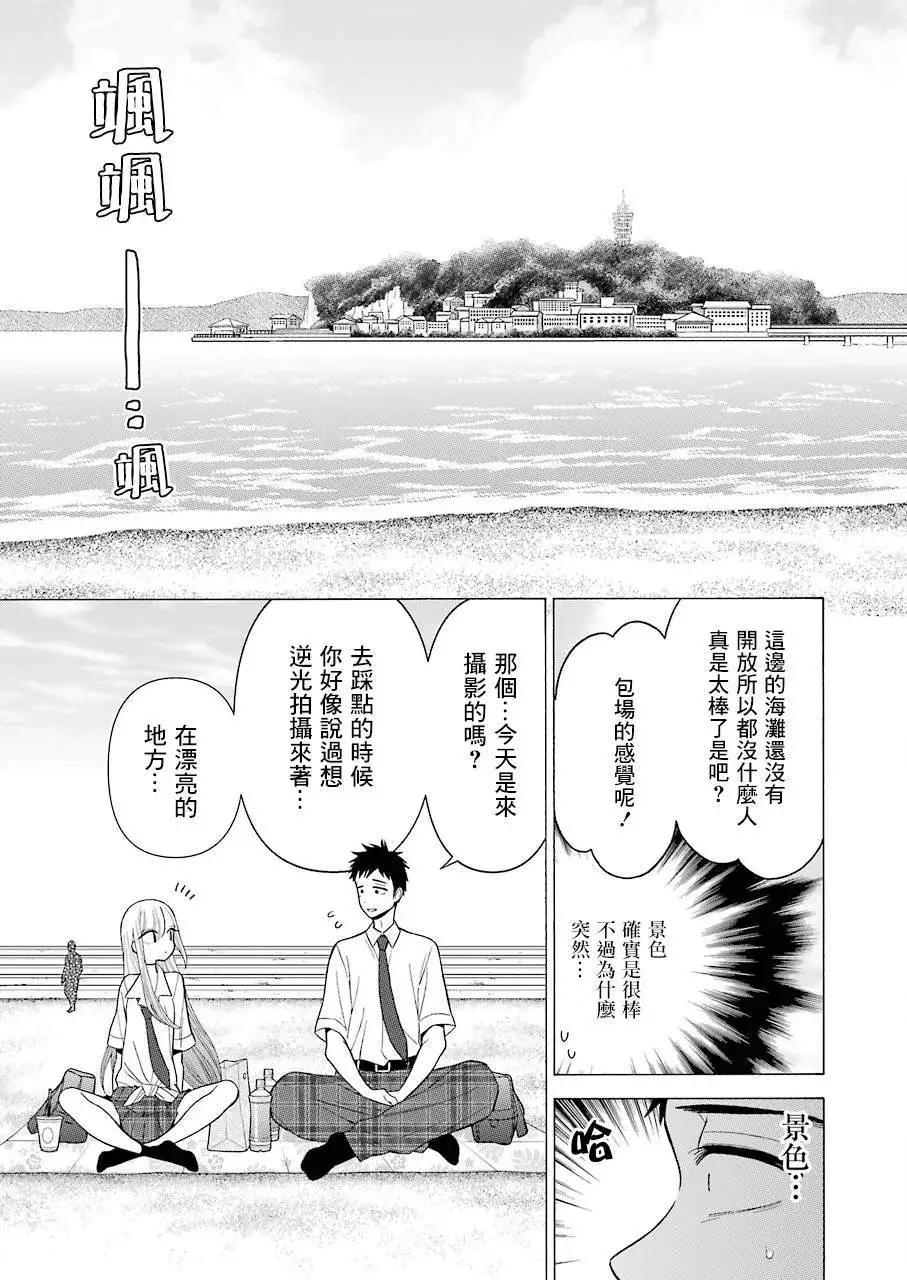 颯
颯
—
…
颯
這邊的海灘還沒有
開放所以都沒什麼人
真是太棒了是吧？
包場的感覺呢！
景色
確實是很棒
不過為什麼
突然…
那個…今天是來
攝影的嗎？
去踩點的時候
你好像說過想
逆光拍攝來著…
在漂亮的
地方…
景色…
哈